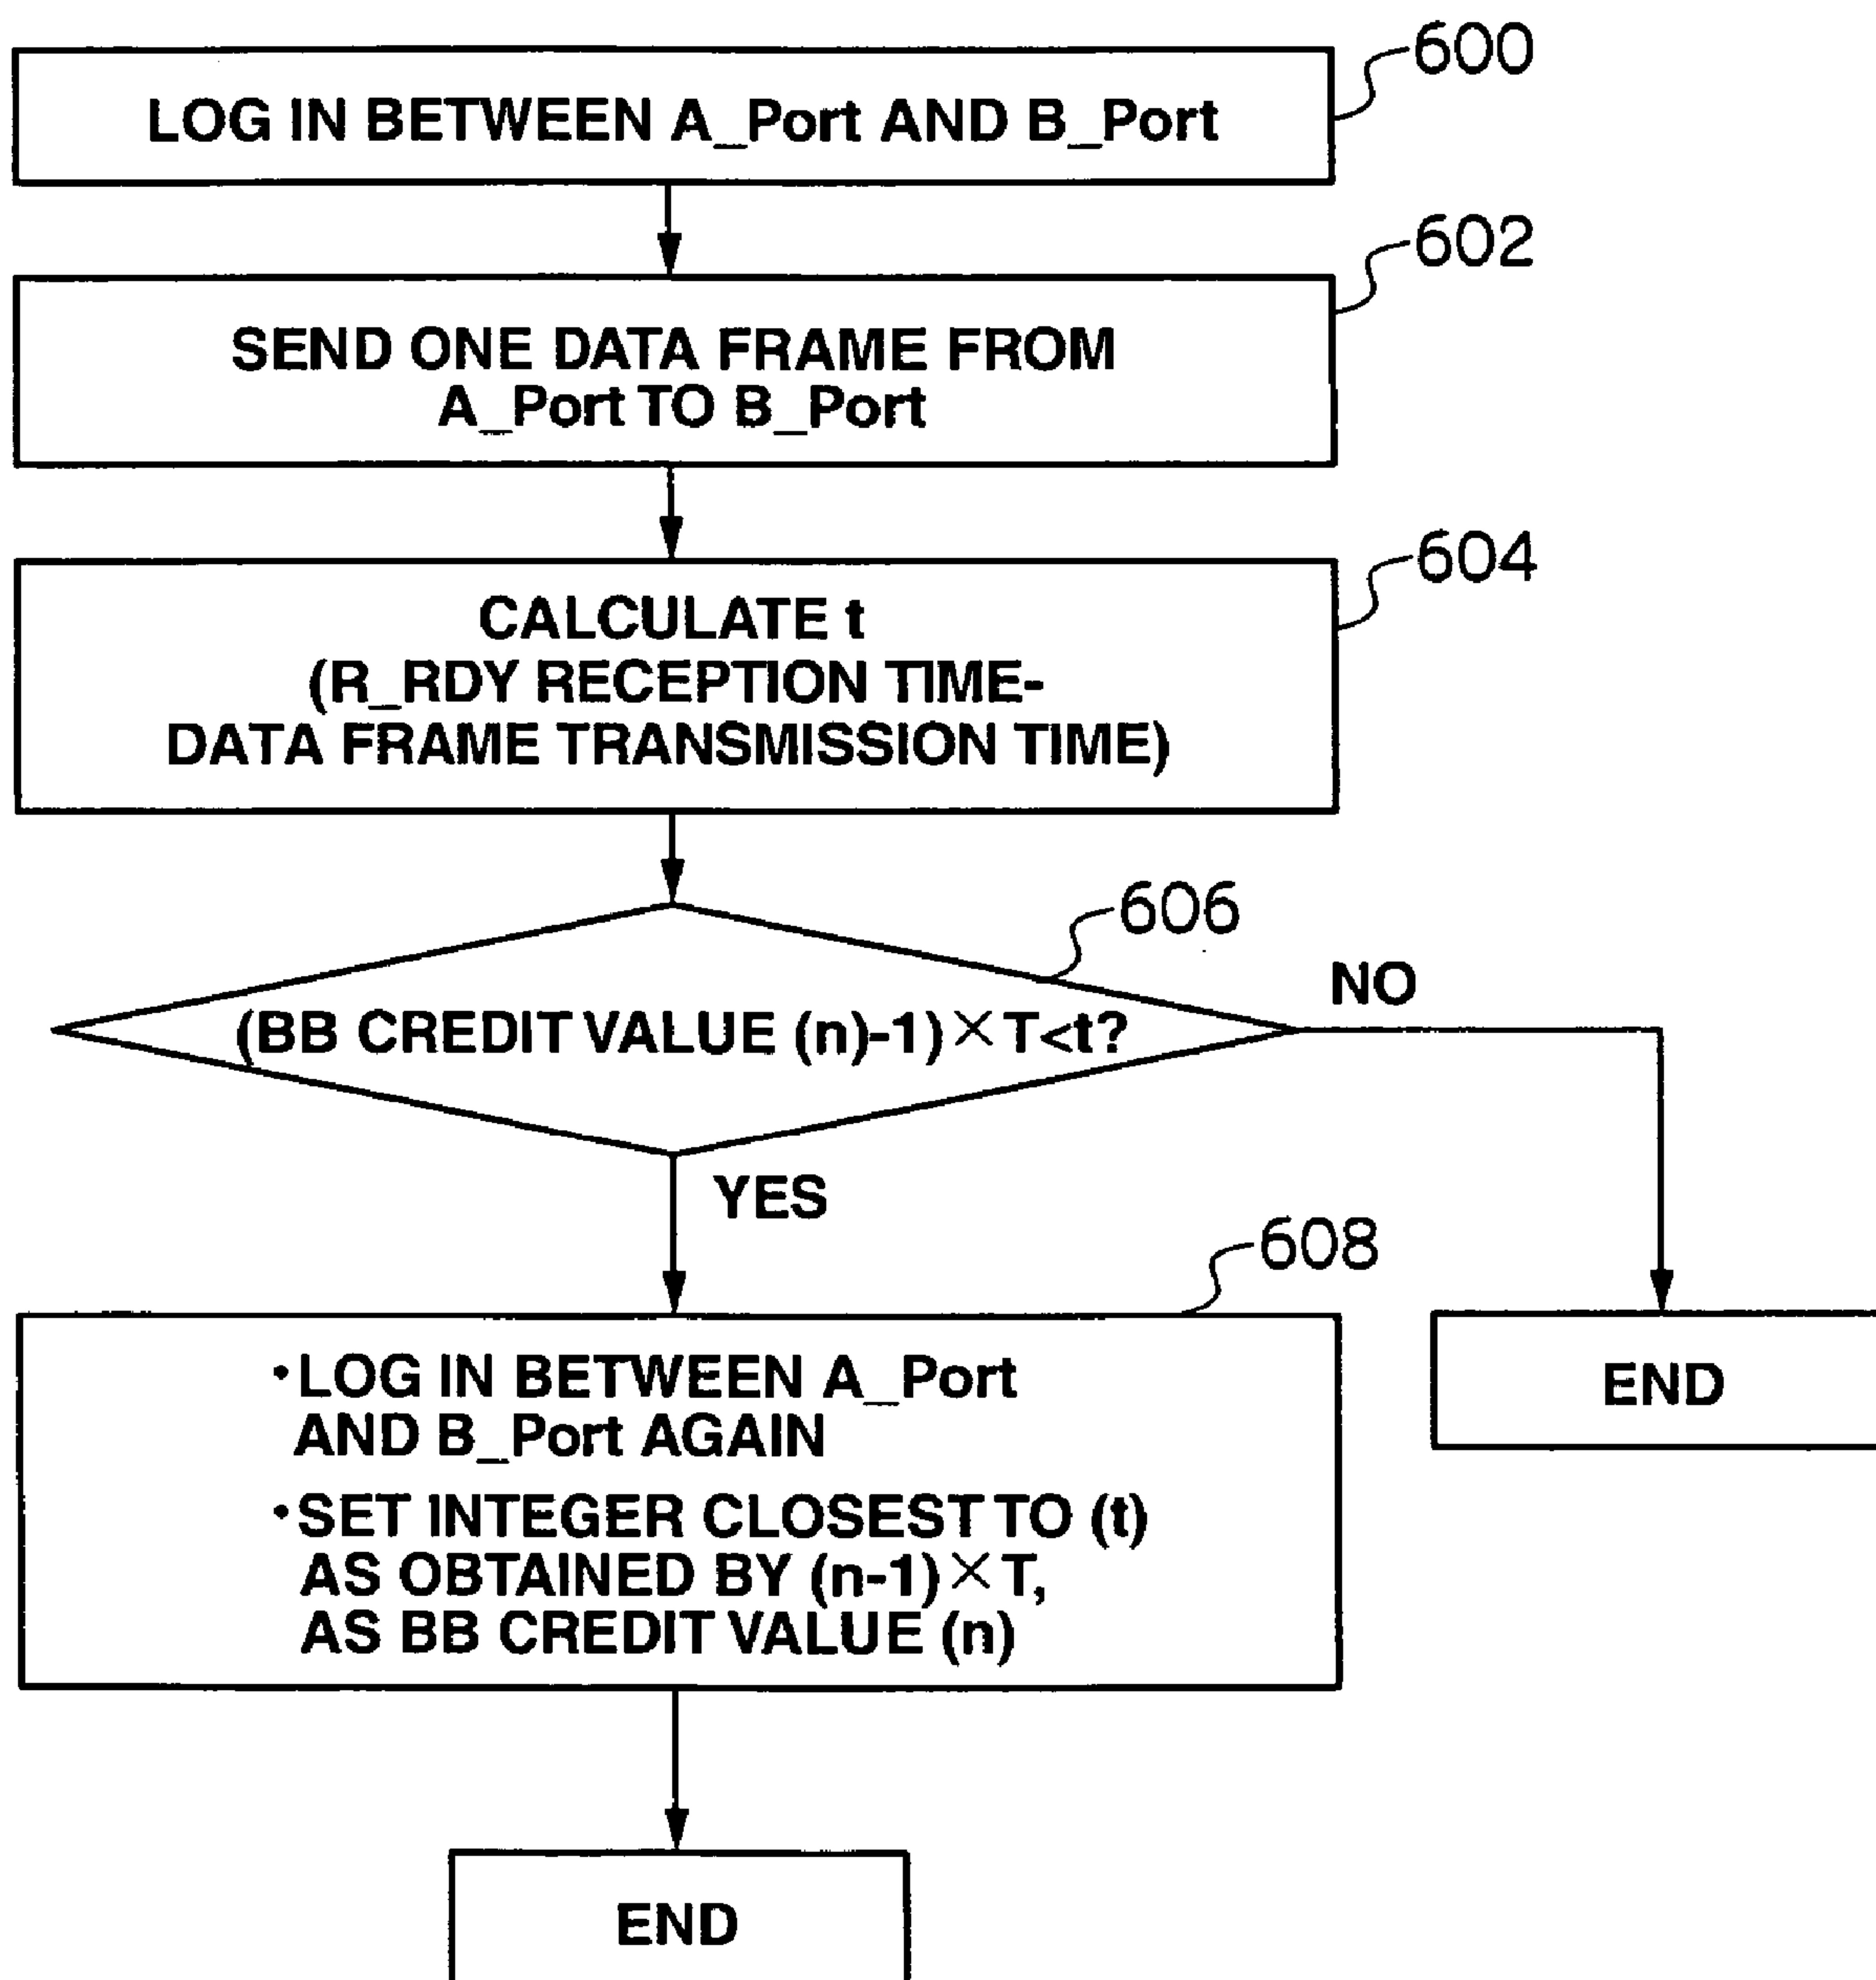 600
LOG IN BETWEEN A_Port AND B_Port
602
SEND ONE DATA FRAME FROM
A_Port TO B_Port
604
CALCULATE t
(R_RDY RECEPTION TIME-
DATA FRAME TRANSMISSION TIME)
606
NO
(BB CREDIT VALUE (n)-1)×T<t?
YES
608
•LOG IN BETWEEN A_Port
AND B_Port AGAIN
•SET INTEGER CLOSEST TO (t)
AS OBTAINED BY (n-1)×T,
AS BB CREDIT VALUE (n)
END
END